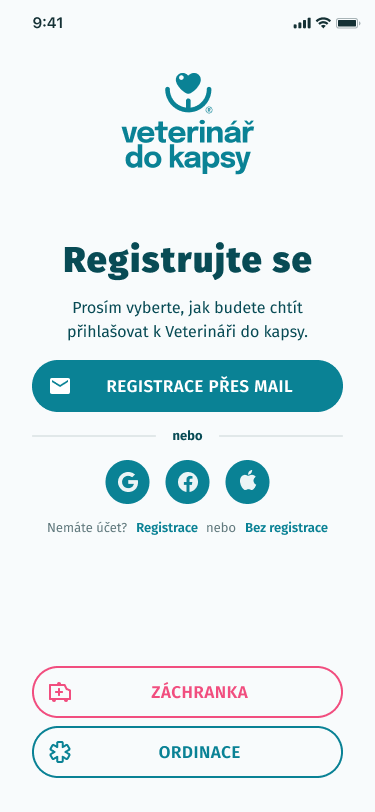 9:41
veterinář
do kapsy
®
Registrujte se
Prosím vyberte, jak budete chtít
přihlašovat k Veterináři do kapsy.
REGISTRACE PŘES MAIL
nebo
Nemáte účet? Registrace nebo Bez registrace
ZÁCHRANKA
ORDINACE